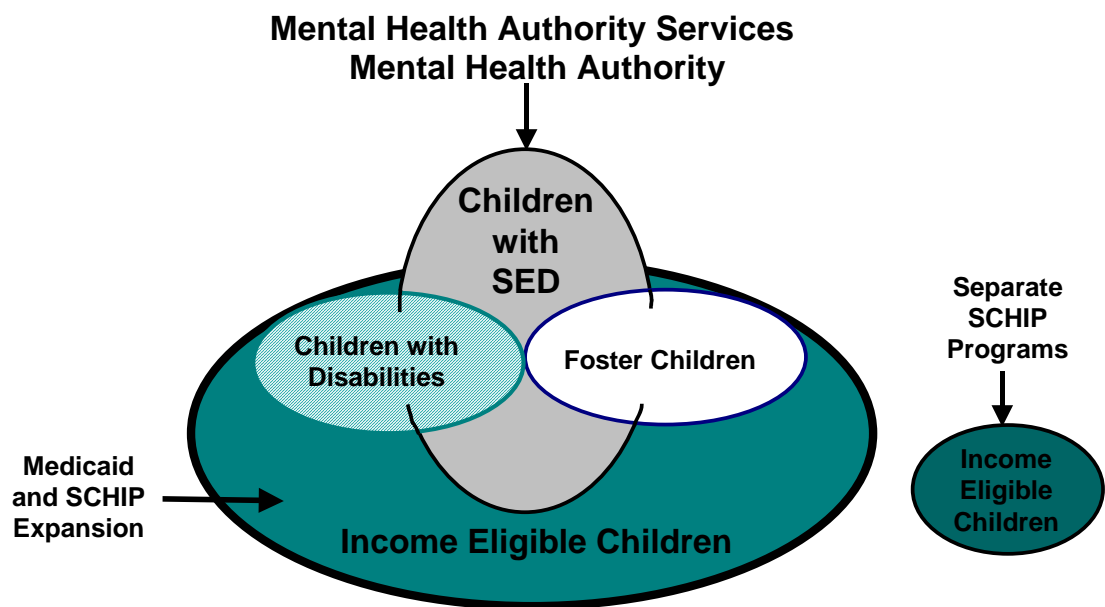 Mental Health Authority Services
Mental Health Authority
Children
with
SED
Children with
Disabilities
Foster Children
Separate
SCHIP
Programs
Medicaid
and SCHIP
Expansion
Income Eligible Children
Income
Eligible
Children